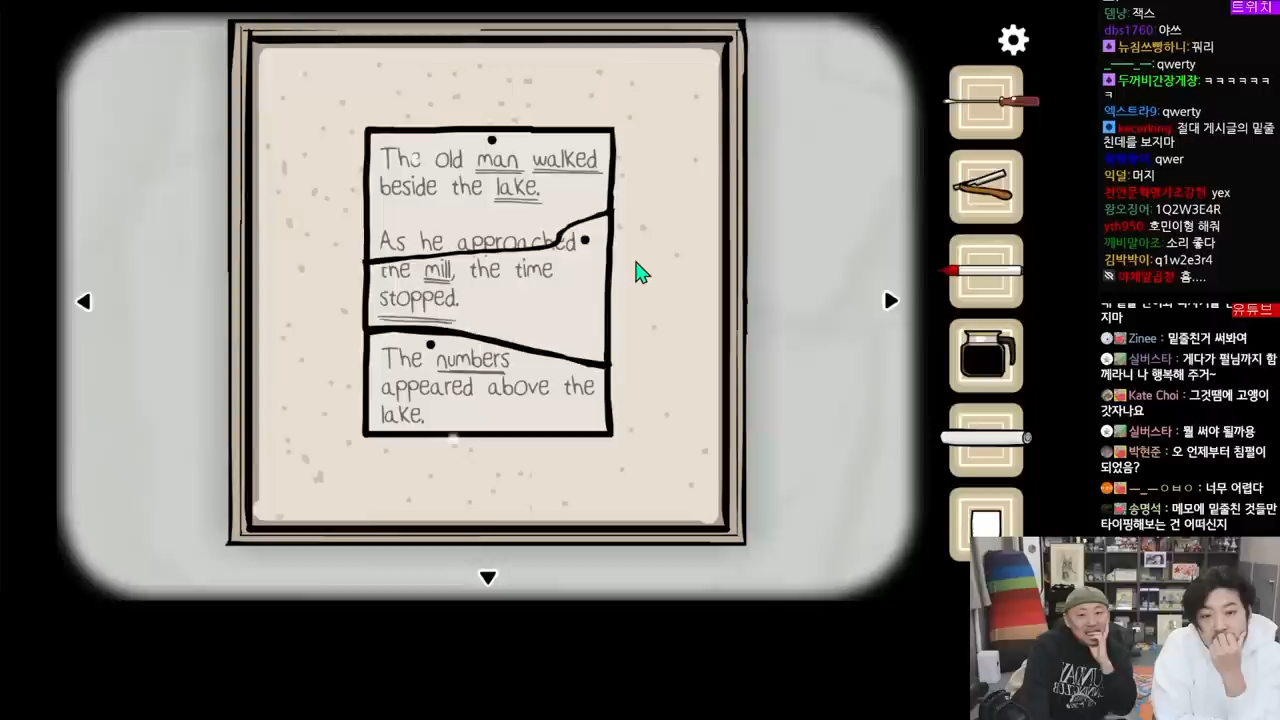 The old man walked
beside the lake.
As he approached
the mill, the time
stopped.
The numbers
appeared above the
lake.
트위치
뎀냥: 잭스
dbs1760: 야쓰
뉴침쓰빵하니: 꿔리
_——_—: qwerty
두꺼비간장게장: ㅋㅋㅋㅋㅋㅋ
ㅋ
엑스트라9: qwerty
kecerking: 절대 게시글의 밑줄
친데를 보지마
qwer
익덜: 머지
yex
왕오징어: 1Q2W3E4R
yth950: 호민이형 해줘
께비말아조: 소리 좋다
김박박이: q1w2e3r4
흠....
유튜브
지마
Zinee : 밑줄친거 써봐여
실버스타 : 게다가 펄님까지 함
께라니 나 행복해 주거~
Kate Choi : 그것땜에 고앵이
갓자나요
실버스타 : 뭘 써야 될까용
박현준 : 오 언제부터 침펄이
되었음?
—_—ㅇㅂㅇ : 너무 어렵다
송명석 : 메모에 밑줄친 것들만
타이핑해보는 건 어떠신지